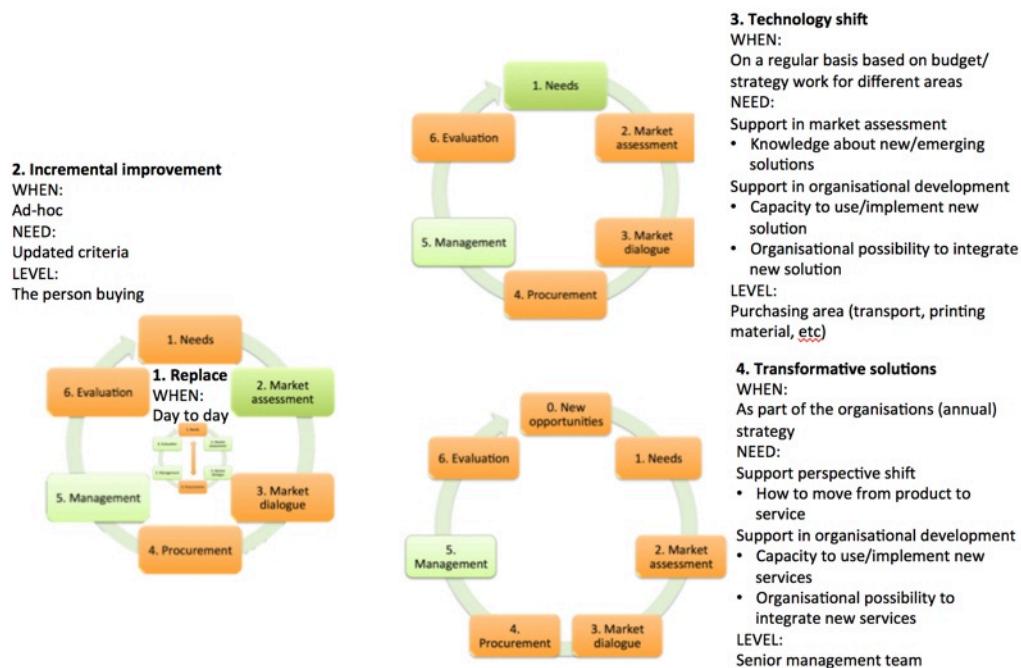 2. Incremental improvement
WHEN:
Ad-hoc
NEED:
Updated criteria
LEVEL:
The person buying
1. Needs
2. Market
assessment
3. Market
dialogue
4. Procurement
5. Management
6. Evaluation
1. Replace
WHEN:
Day to day
1. Needs
2. Market
assessment
3. Market
dialogue
4. Procurement
5. Management
6. Evaluation
3. Technology shift
WHEN:
On a regular basis based on budget/
strategy work for different areas
NEED:
Support in market assessment
• Knowledge about new/emerging
solutions
Support in organisational development
• Capacity to use/implement new
solution
• Organisational possibility to integrate
new solution
LEVEL:
Purchasing area (transport, printing
material, etc)
0. New
opportunities
1. Needs
2. Market
assessment
3. Market
dialogue
4.
Procurement
5.
Management
6. Evaluation
4. Transformative solutions
WHEN:
As part of the organisations (annual)
strategy
NEED:
Support perspective shift
• How to move from product to
service
Support in organisational development
• Capacity to use/implement new
services
• Organisational possibility to
integrate new services
LEVEL:
Senior management team